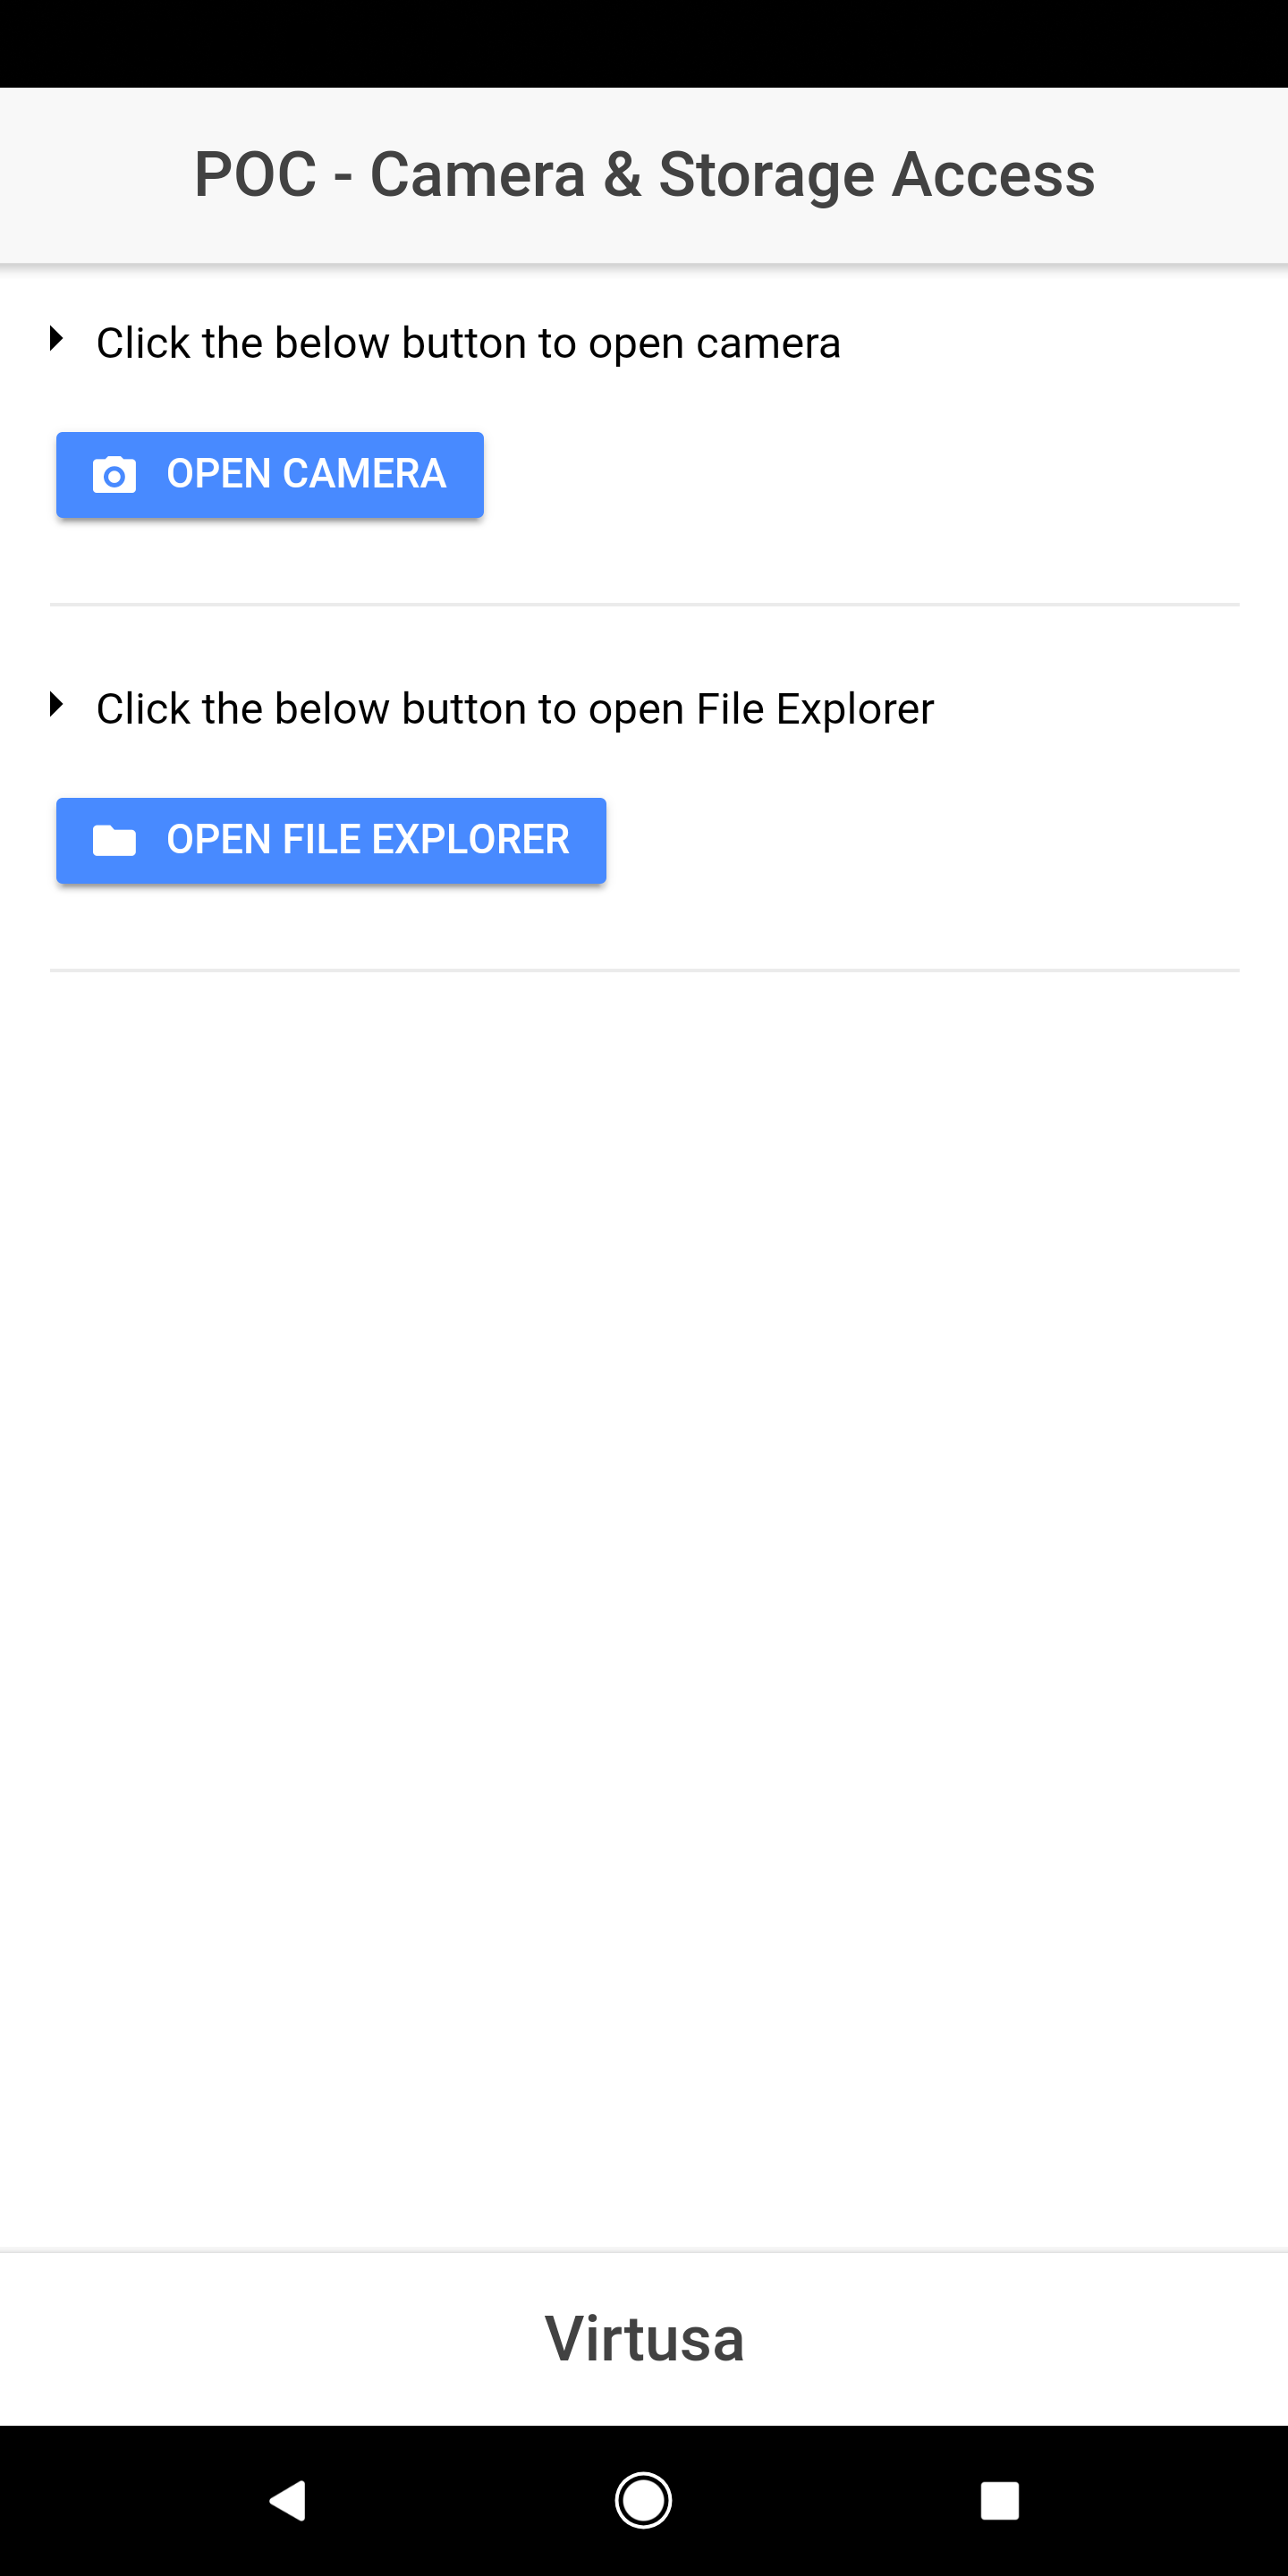 POC - Camera & Storage Access
Click the below button to open camera
OPEN CAMERA
Click the below button to open File Explorer
OPEN FILE EXPLORER
Virtusa